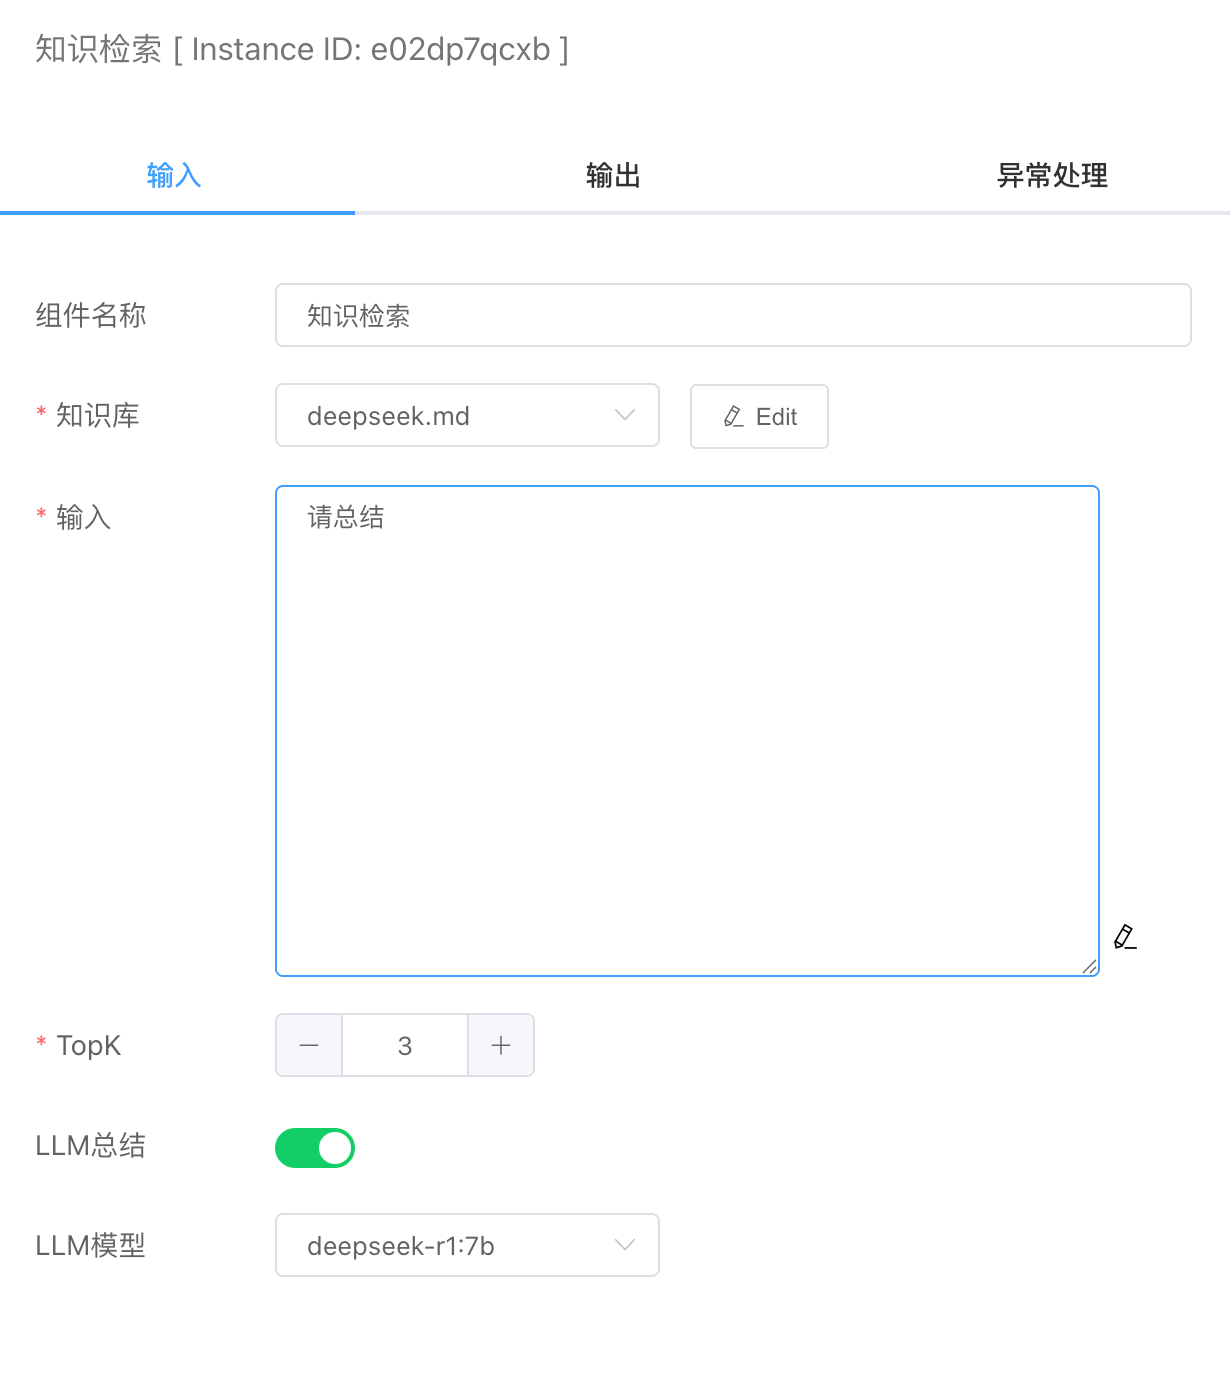 知识检索 [ Instance ID: e02dp7qcxb ]
输入 输出 异常处理
组件名称 知识检索
* 知识库 deepseek.md Edit
* 输入 请总结
* TopK 3
LLM总结
LLM模型 deepseek-r1:7b